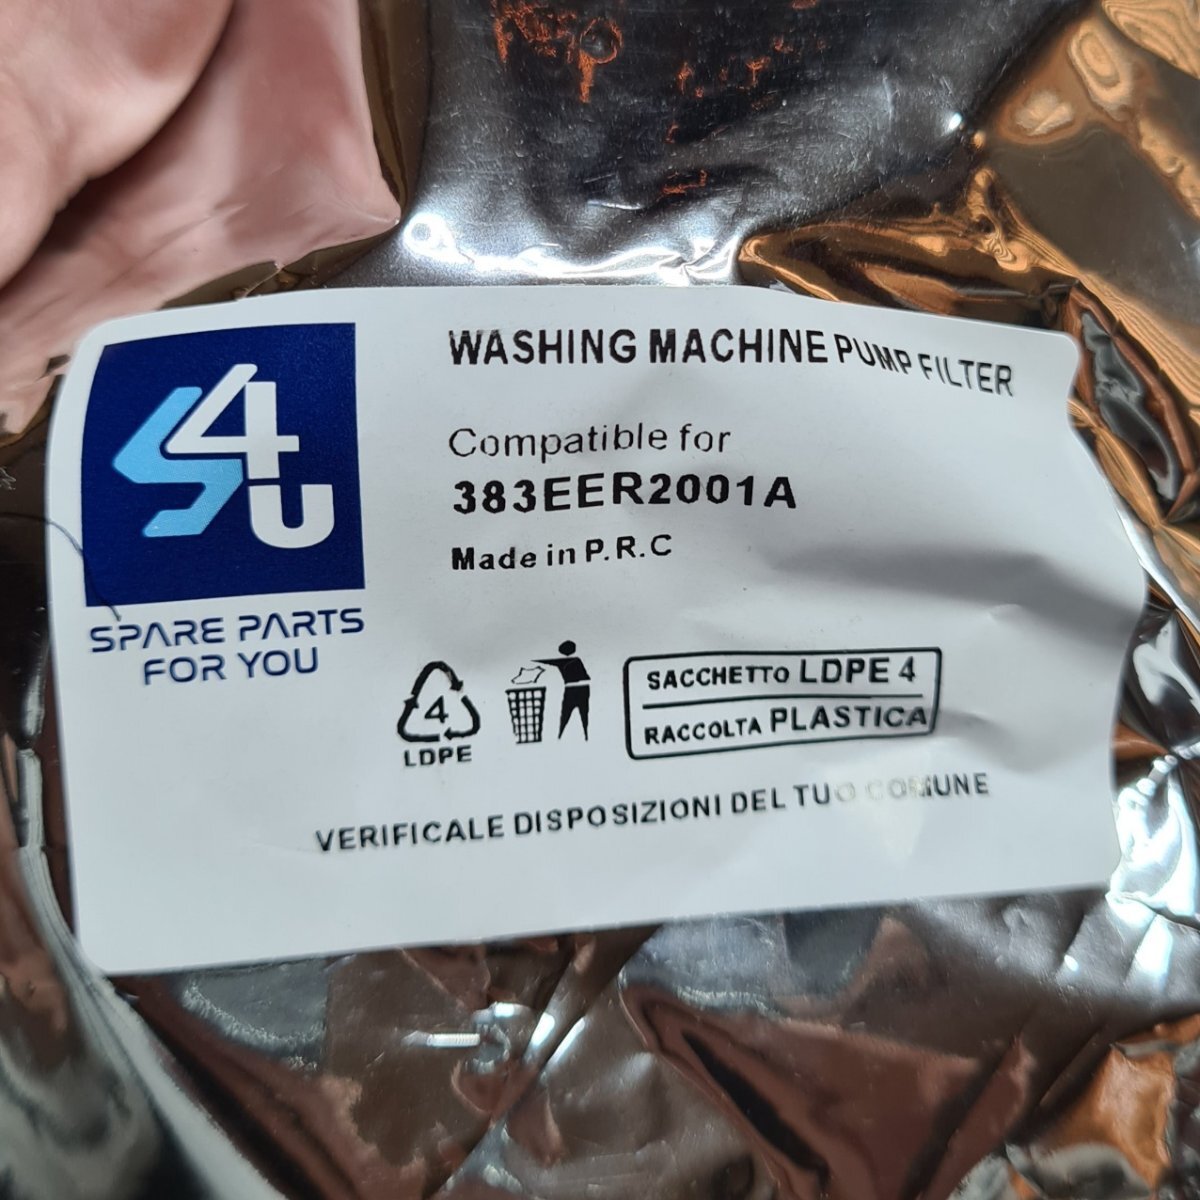 S4U
SPARE PARTS
FOR YOU
WASHING MACHINE PUMP FILTER
Compatible for
383EER2001A
Made in P.R.C
4
LDPE
SACCHETTO LDPE 4
RACCOLTA PLASTICA
VERIFICALE DISPOSIZIONI DEL TUO COMUNE